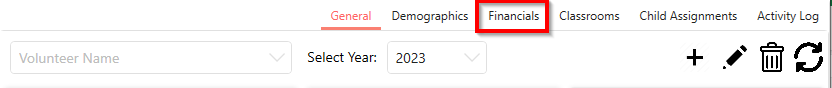 General Demographics Financials Classrooms Child Assignments Activity Log
Volunteer Name Select Year: 2023